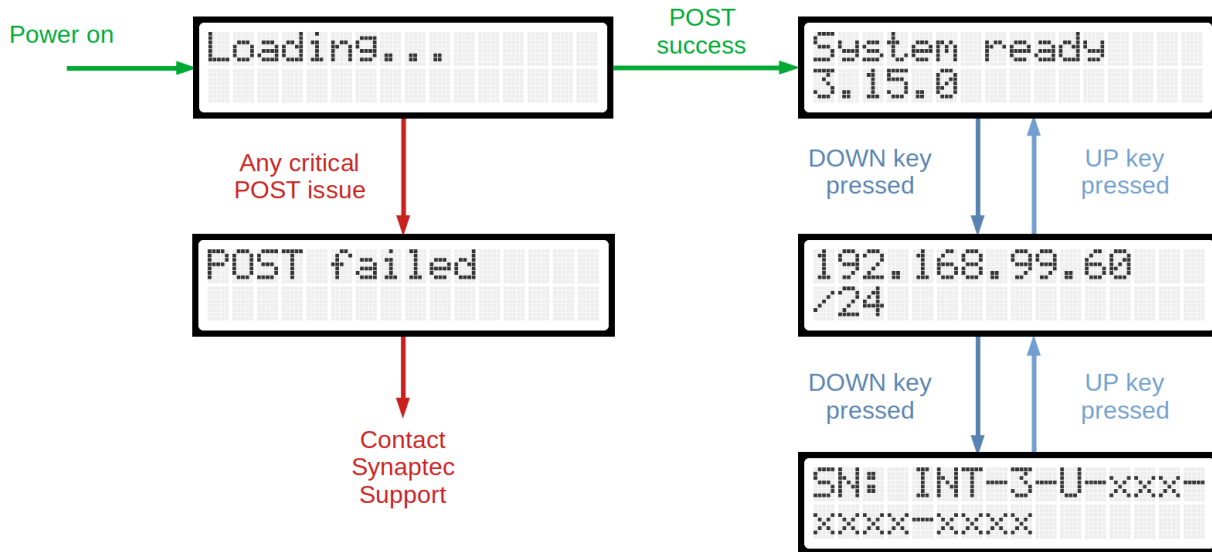 Power on
Loading...
POST
success
System ready
3.15.0
Any critical
POST issue
DOWN key
pressed
UP key
pressed
POST failed
192.168.99.60
/24
DOWN key
pressed
UP key
pressed
Contact
Synaptec
Support
SN: INT-3-U-xxx-
xxxx-xxxx